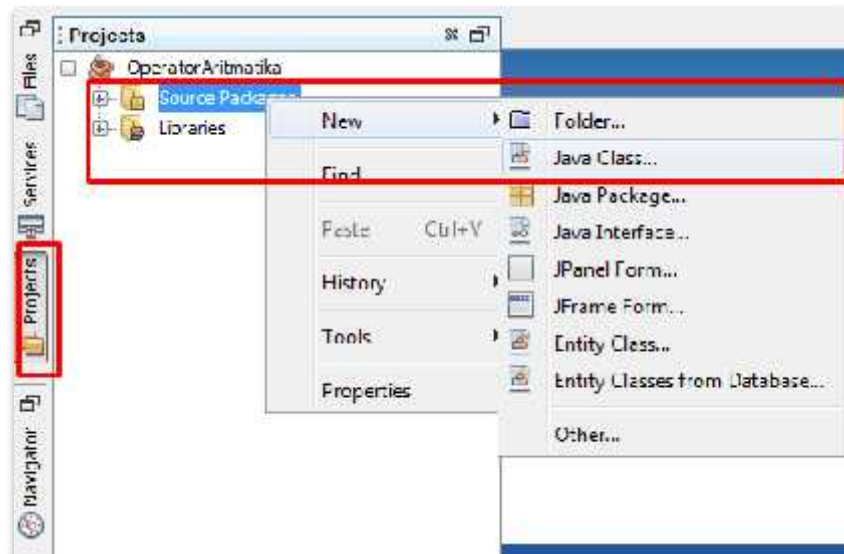 Files
Services
Projects
Navigator
Projects
OperatorAritmatika
Source Packages
Libraries
New
Find
Paste Ctrl+V
History
Tools
Properties
Folder...
Java Class...
Java Package...
Java Interface...
JPanel Form...
JFrame Form...
Entity Class...
Entity Classes from Database...
Other...